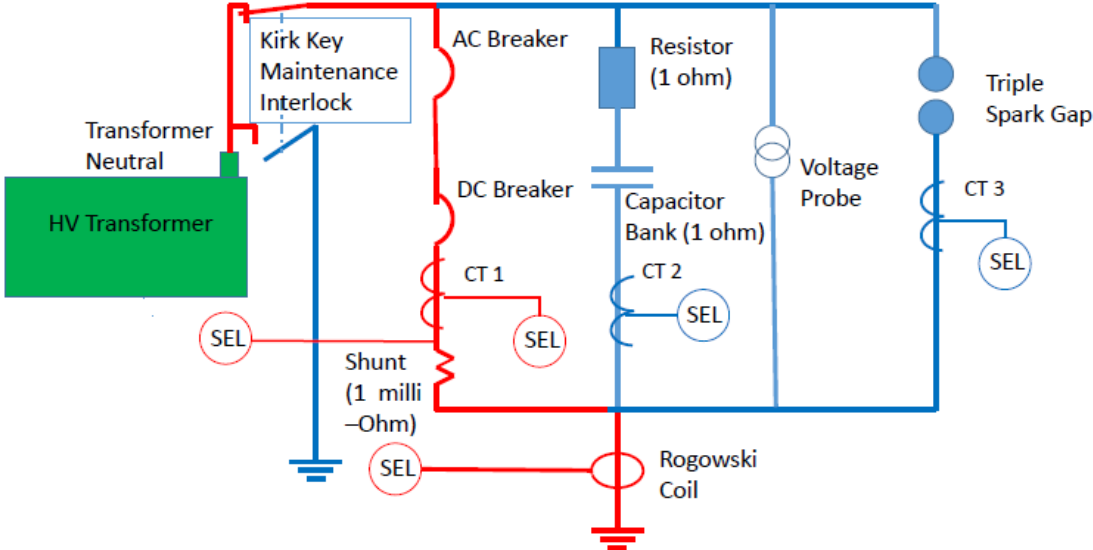 Kirk Key
Maintenance
Interlock
AC Breaker
Resistor
(1 ohm)
Triple
Spark Gap
Transformer
Neutral
HV Transformer
DC Breaker
Capacitor
Bank (1 ohm)
Voltage
Probe
CT 3
SEL
CT 1
CT 2
SEL
SEL
SEL
Shunt
(1 milli
–Ohm)
SEL
Rogowski
Coil